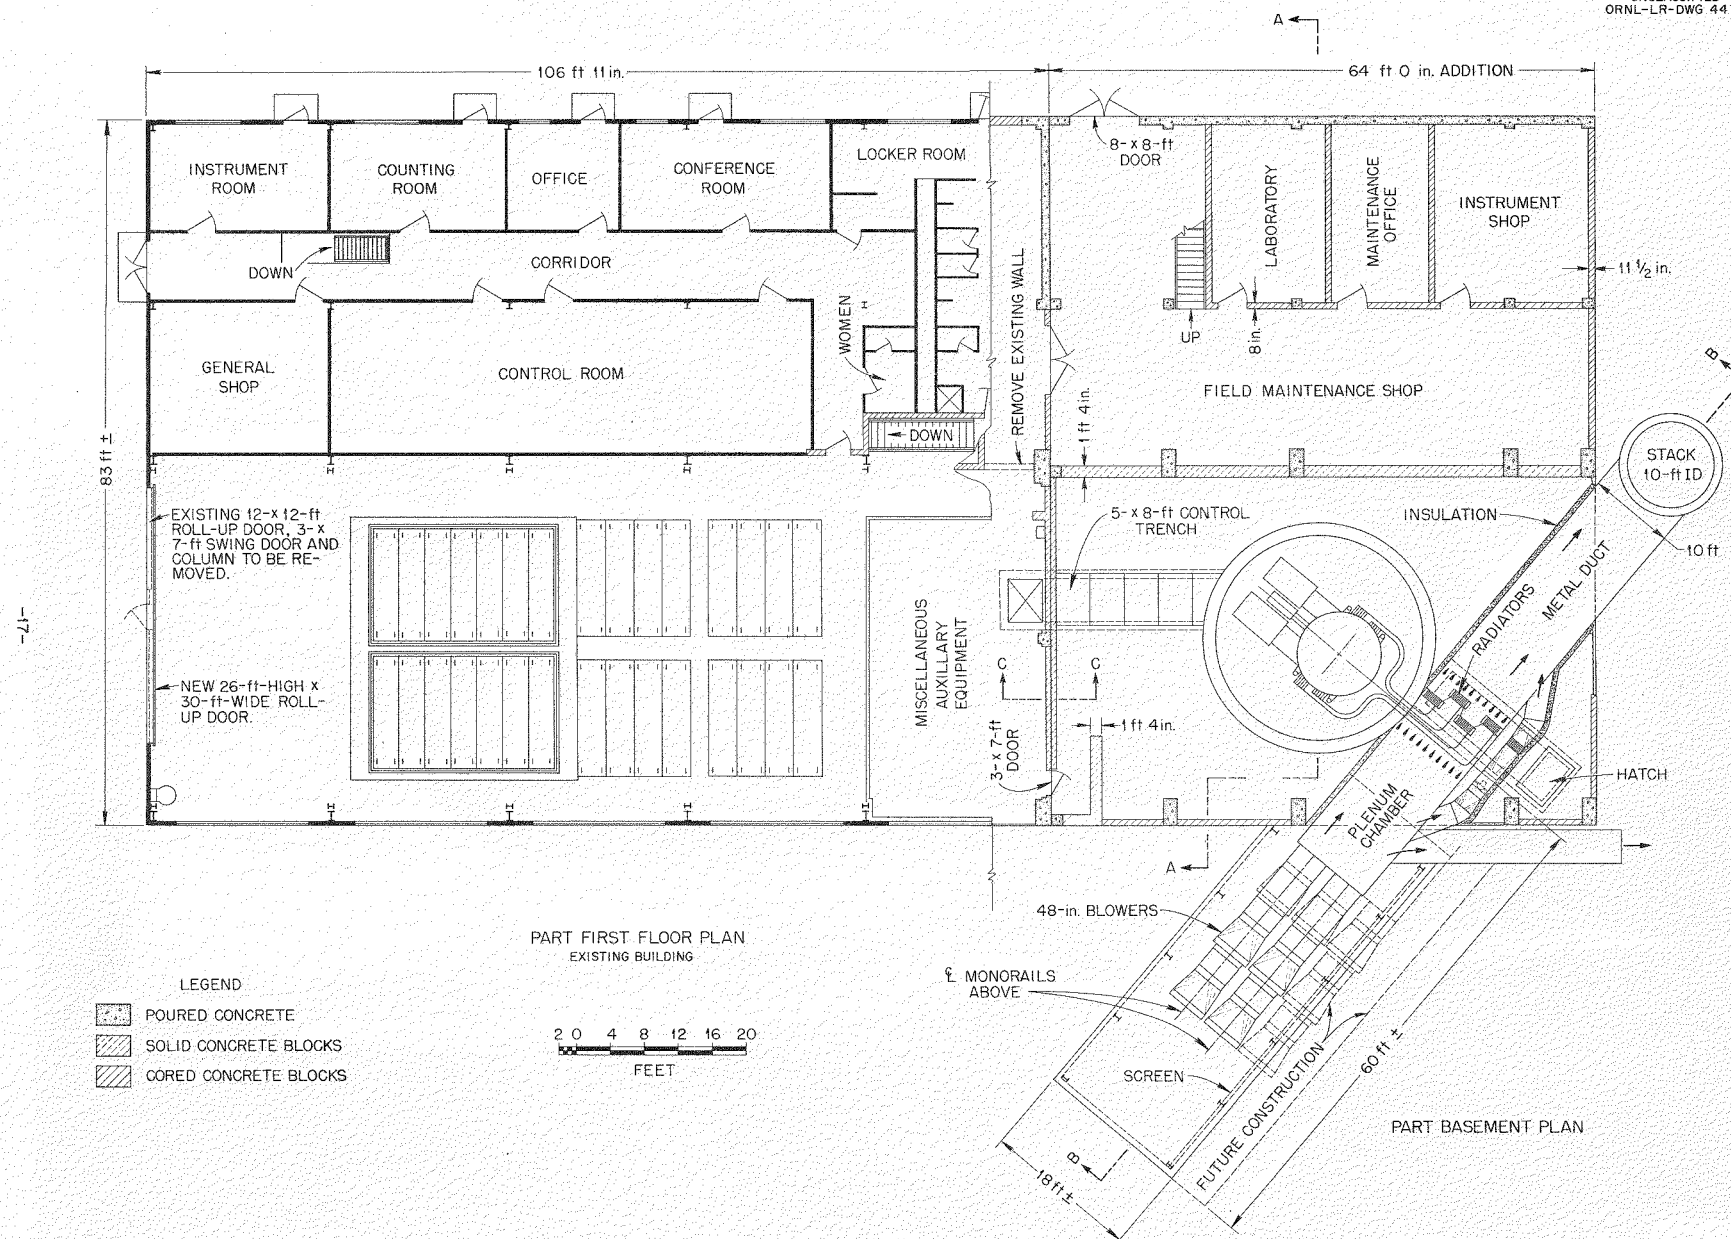 ORNL-LR-DWG 44
A
106 ft 11 in.
64 ft 0 in. ADDITION
8-x 8-ft
DOOR
INSTRUMENT
ROOM
COUNTING
ROOM
OFFICE
CONFERENCE
ROOM
LOCKER ROOM
LABORATORY
MAINTENANCE
OFFICE
INSTRUMENT
SHOP
DOWN
CORRIDOR
11 1/2 in.
REMOVE EXISTING WALL
WOMEN
UP
8 in.
GENERAL
SHOP
CONTROL ROOM
FIELD MAINTENANCE SHOP
B
83 ft ±
DOWN
1 ft 4 in.
STACK
10-ft ID
EXISTING 12-x 12-ft
ROLL-UP DOOR, 3-x
7-ft SWING DOOR AND
COLUMN TO BE RE-
MOVED.
5-x 8-ft CONTROL
TRENCH
INSULATION
10 ft
METAL DUCT
RADIATORS
-17-
MISCELLANEOUS
AUXILLARY
EQUIPMENT
C
C
NEW 26-ft-HIGH x
30-ft-WIDE ROLL-
UP DOOR.
1 ft 4 in.
3-x 7-ft
DOOR
HATCH
PLENUM
CHAMBER
A
48-in. BLOWERS
PART FIRST FLOOR PLAN
EXISTING BUILDING
℄ MONORAILS
ABOVE
LEGEND
POURED CONCRETE
SOLID CONCRETE BLOCKS
CORED CONCRETE BLOCKS
2 0 4 8 12 16 20
FEET
SCREEN
FUTURE CONSTRUCTION
60 ft ±
PART BASEMENT PLAN
B
18 ft ±